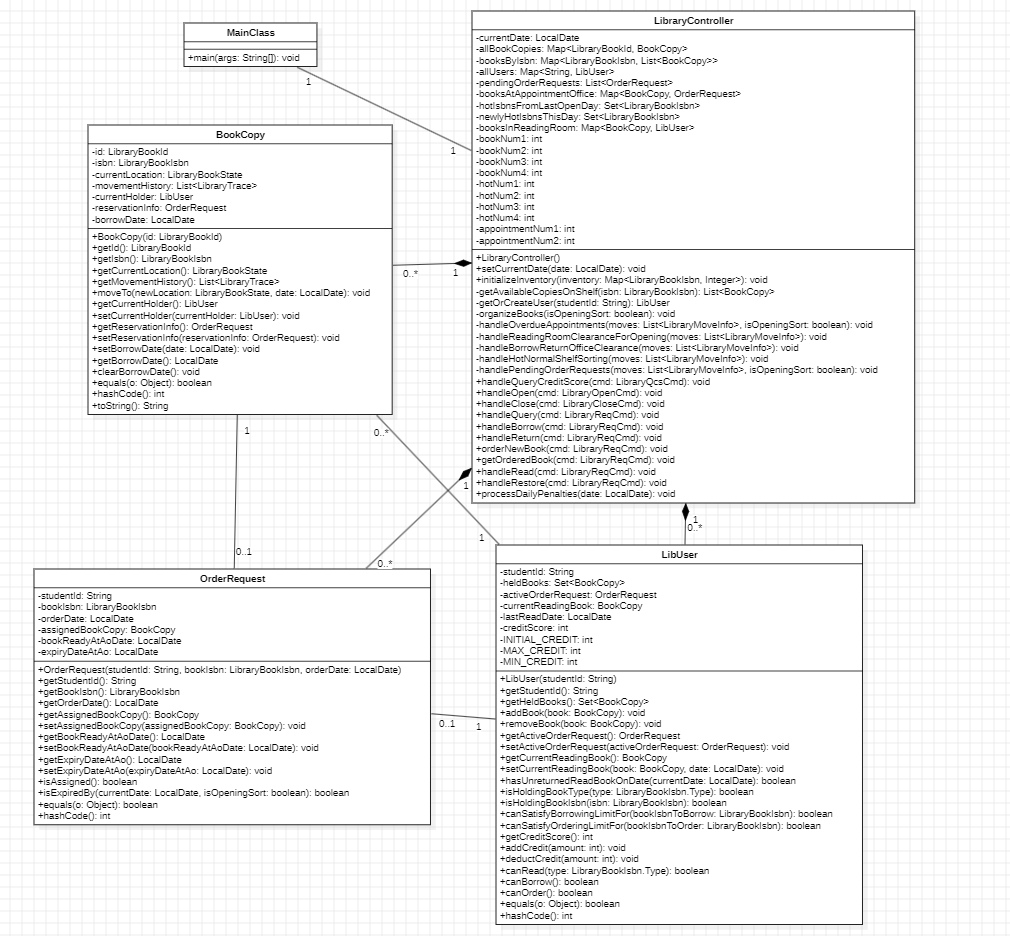 MainClass
+main(args: String[]): void
1
1
LibraryController
-currentDate: LocalDate
-allBookCopies: Map<LibraryBookId, BookCopy>
-booksByIsbn: Map<LibraryBookIsbn, List<BookCopy>>
-allUsers: Map<String, LibUser>
-pendingOrderRequests: List<OrderRequest>
-booksAtAppointmentOffice: Map<BookCopy, OrderRequest>
-hotIsbnsFromLastOpenDay: Set<LibraryBookIsbn>
-newlyHotIsbnsThisDay: Set<LibraryBookIsbn>
-booksInReadingRoom: Map<BookCopy, LibUser>
-bookNum1: int
-bookNum2: int
-bookNum3: int
-bookNum4: int
-hotNum1: int
-hotNum2: int
-hotNum3: int
-hotNum4: int
-appointmentNum1: int
-appointmentNum2: int
+LibraryController()
+setCurrentDate(date: LocalDate): void
+initializeInventory(inventory: Map<LibraryBookIsbn, Integer>): void
-getAvailableCopiesOnShelf(isbn: LibraryBookIsbn): List<BookCopy>
-getOrCreateUser(studentId: String): LibUser
-organizeBooks(isOpeningSort: boolean): void
-handleOverdueAppointments(moves: List<LibraryMoveInfo>, isOpeningSort: boolean): void
-handleReadingRoomClearanceForOpening(moves: List<LibraryMoveInfo>): void
-handleBorrowReturnOfficeClearance(moves: List<LibraryMoveInfo>): void
-handleHotNormalShelfSorting(moves: List<LibraryMoveInfo>): void
-handlePendingOrderRequests(moves: List<LibraryMoveInfo>, isOpeningSort: boolean): void
+handleQueryCreditScore(cmd: LibraryQcsCmd): void
+handleOpen(cmd: LibraryOpenCmd): void
+handleClose(cmd: LibraryCloseCmd): void
+handleQuery(cmd: LibraryReqCmd): void
+handleBorrow(cmd: LibraryReqCmd): void
+handleReturn(cmd: LibraryReqCmd): void
+orderNewBook(cmd: LibraryReqCmd): void
+getOrderedBook(cmd: LibraryReqCmd): void
+handleRead(cmd: LibraryReqCmd): void
+handleRestore(cmd: LibraryReqCmd): void
+processDailyPenalties(date: LocalDate): void
BookCopy
-id: LibraryBookId
-isbn: LibraryBookIsbn
-currentLocation: LibraryBookState
-movementHistory: List<LibraryTrace>
-currentHolder: LibUser
-reservationInfo: OrderRequest
-borrowDate: LocalDate
+BookCopy(id: LibraryBookId)
+getId(): LibraryBookId
+getIsbn(): LibraryBookIsbn
+getCurrentLocation(): LibraryBookState
+getMovementHistory(): List<LibraryTrace>
+moveTo(newLocation: LibraryBookState, date: LocalDate): void
+getCurrentHolder(): LibUser
+setCurrentHolder(currentHolder: LibUser): void
+getReservationInfo(): OrderRequest
+setReservationInfo(reservationInfo: OrderRequest): void
+setBorrowDate(date: LocalDate): void
+getBorrowDate(): LocalDate
+clearBorrowDate(): void
+equals(o: Object): boolean
+hashCode(): int
+toString(): String
0..*
1
1
0..*
1
1
0..*
0..1
0..*
1
OrderRequest
-studentId: String
-bookIsbn: LibraryBookIsbn
-orderDate: LocalDate
-assignedBookCopy: BookCopy
-bookReadyAtAoDate: LocalDate
-expiryDateAtAo: LocalDate
+OrderRequest(studentId: String, bookIsbn: LibraryBookIsbn, orderDate: LocalDate)
+getStudentId(): String
+getBookIsbn(): LibraryBookIsbn
+getOrderDate(): LocalDate
+getAssignedBookCopy(): BookCopy
+setAssignedBookCopy(assignedBookCopy: BookCopy): void
+getBookReadyAtAoDate(): LocalDate
+setBookReadyAtAoDate(bookReadyAtAoDate: LocalDate): void
+getExpiryDateAtAo(): LocalDate
+setExpiryDateAtAo(expiryDateAtAo: LocalDate): void
+isAssigned(): boolean
+isExpiredBy(currentDate: LocalDate, isOpeningSort: boolean): boolean
+equals(o: Object): boolean
+hashCode(): int
0..1
1
LibUser
-studentId: String
-heldBooks: Set<BookCopy>
-activeOrderRequest: OrderRequest
-currentReadingBook: BookCopy
-lastReadDate: LocalDate
-creditScore: int
-INITIAL_CREDIT: int
-MAX_CREDIT: int
-MIN_CREDIT: int
+LibUser(studentId: String)
+getStudentId(): String
+getHeldBooks(): Set<BookCopy>
+addBook(book: BookCopy): void
+removeBook(book: BookCopy): void
+getActiveOrderRequest(): OrderRequest
+setActiveOrderRequest(activeOrderRequest: OrderRequest): void
+getCurrentReadingBook(): BookCopy
+setCurrentReadingBook(book: BookCopy, date: LocalDate): void
+hasUnreturnedReadBookOnDate(currentDate: LocalDate): boolean
+isHoldingBookType(type: LibraryBookIsbn.Type): boolean
+isHoldingBookIsbn(isbn: LibraryBookIsbn): boolean
+canSatisfyBorrowingLimitFor(bookIsbnToBorrow: LibraryBookIsbn): boolean
+canSatisfyOrderingLimitFor(bookIsbnToOrder: LibraryBookIsbn): boolean
+getCreditScore(): int
+addCredit(amount: int): void
+deductCredit(amount: int): void
+canRead(type: LibraryBookIsbn.Type): boolean
+canBorrow(): boolean
+canOrder(): boolean
+equals(o: Object): boolean
+hashCode(): int